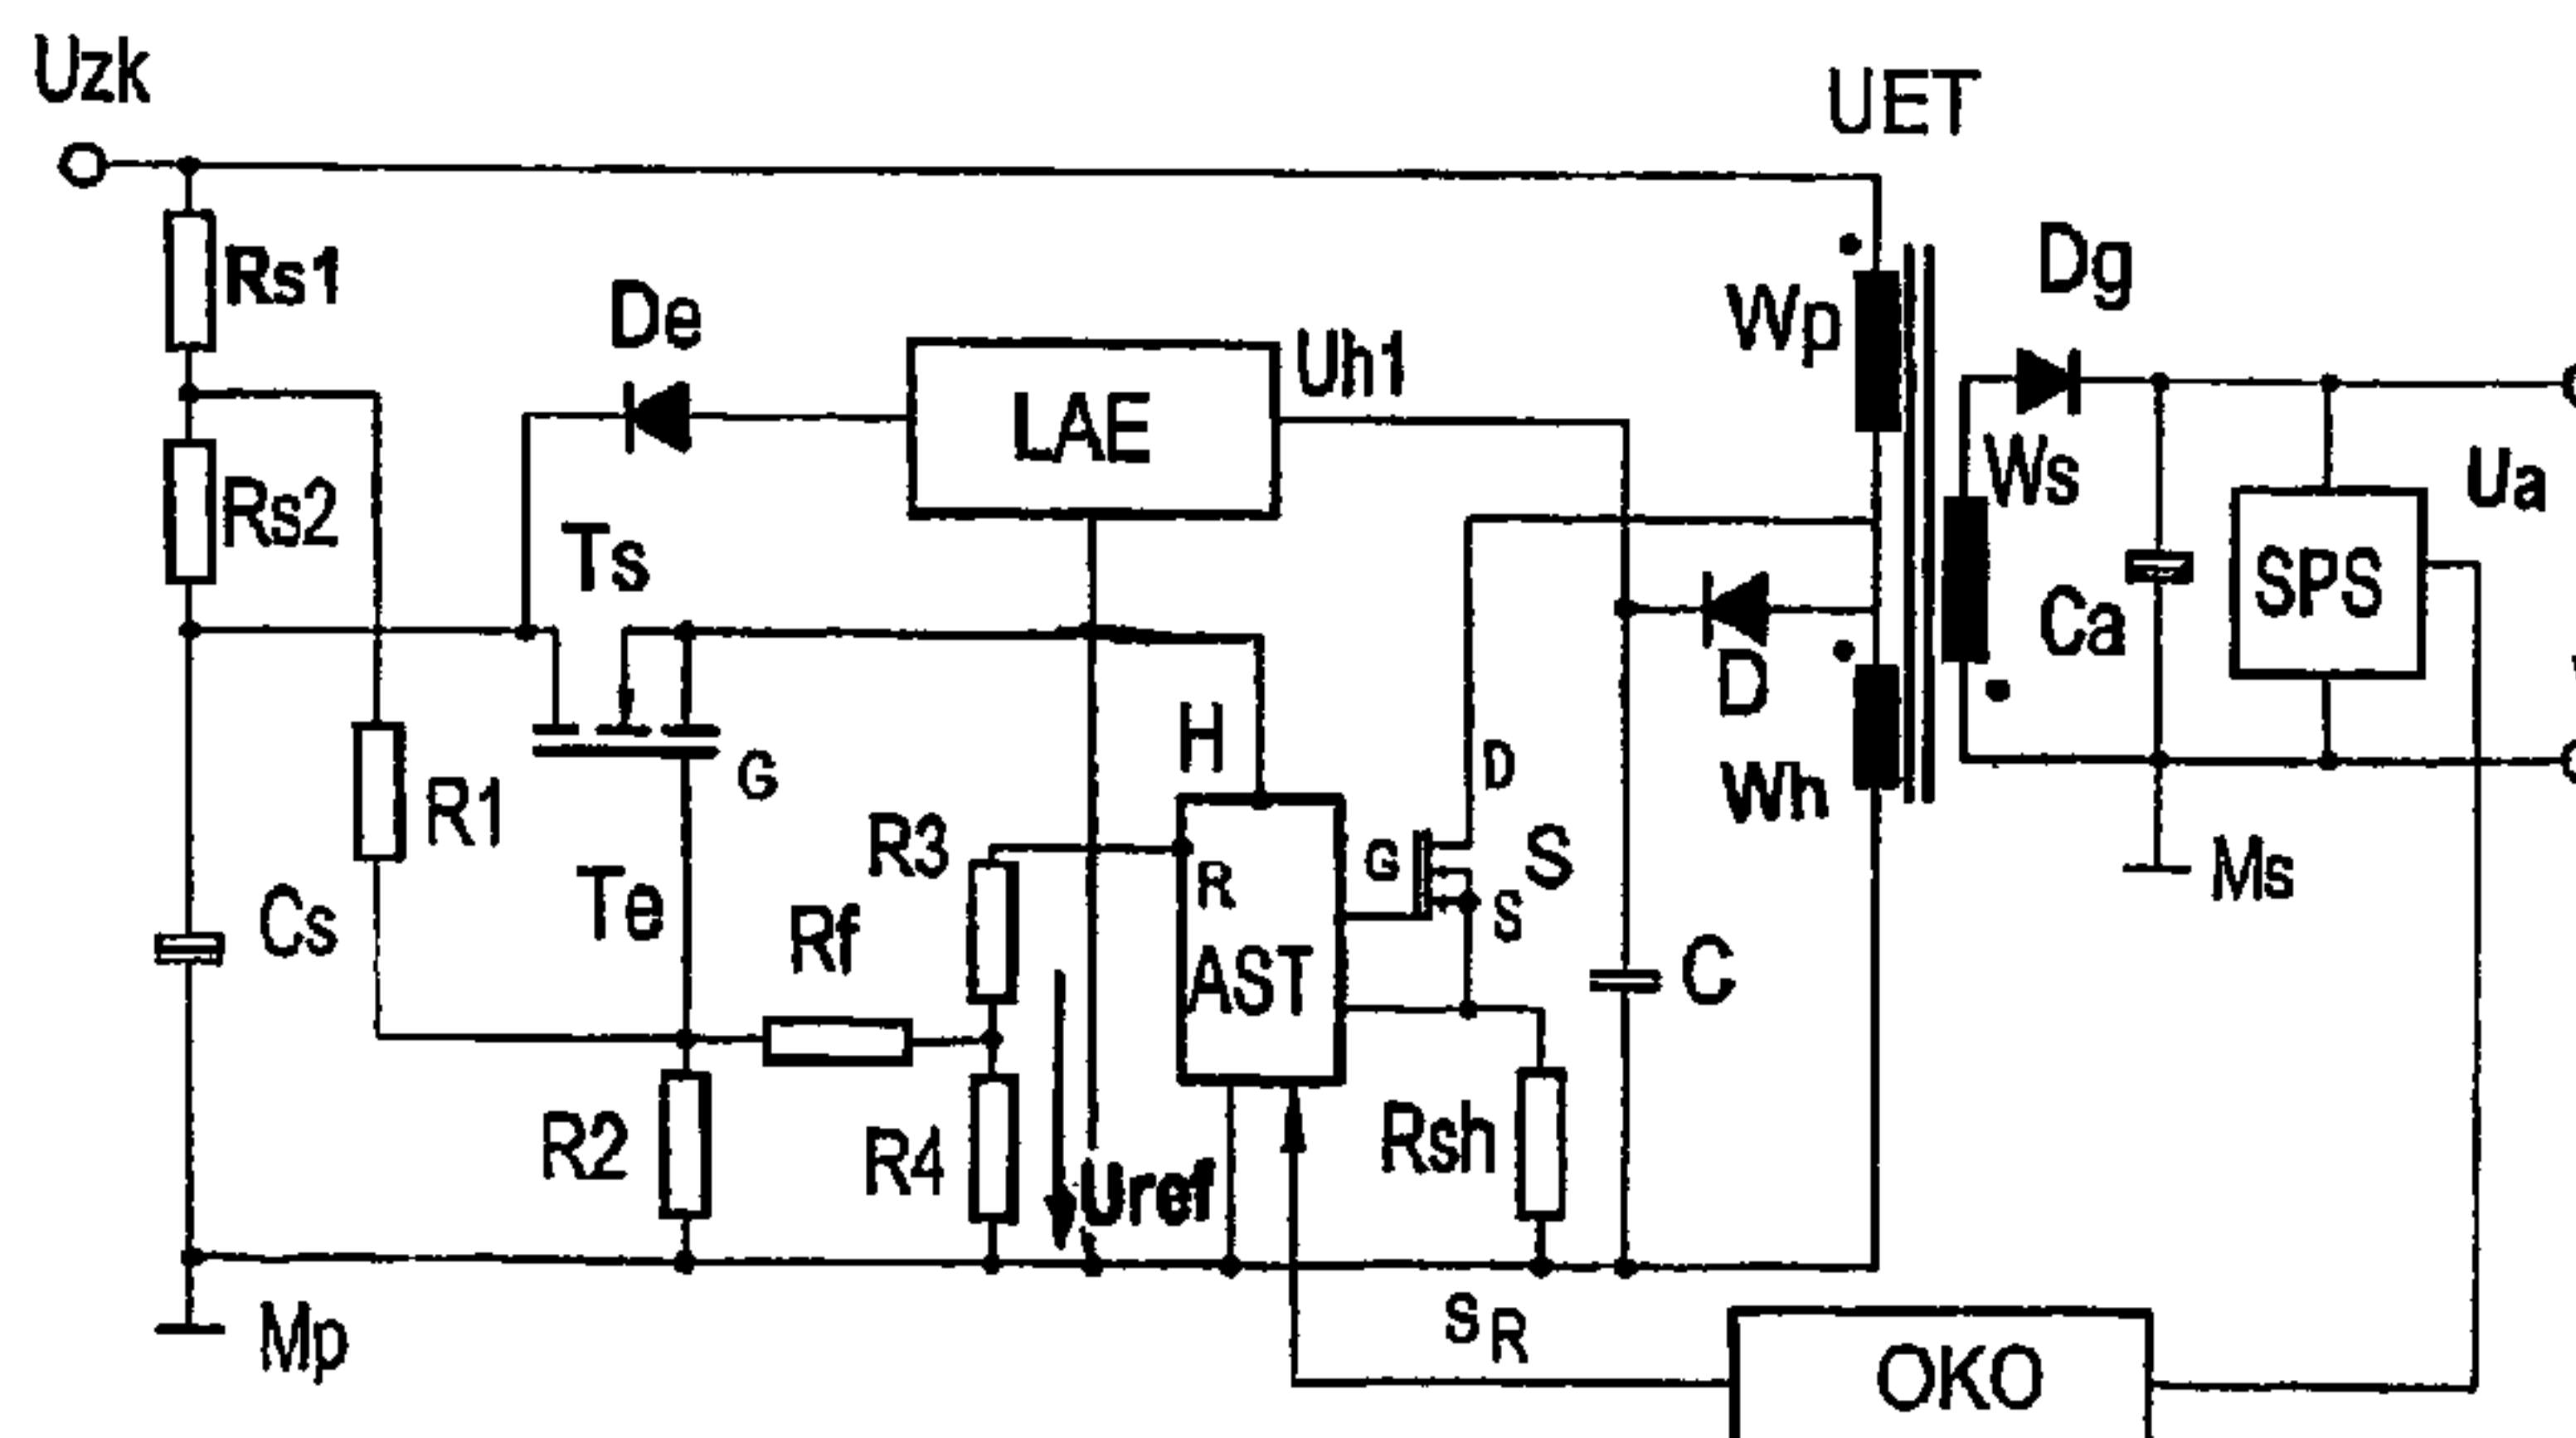 Uzk
UET
Rs1
De
Uh1
Wp
Dg
LAE
Rs2
Ts
Ws
Ua
SPS
Ca
D
H
D
G
Wh
R1
R3
G
S
Te
R
Ms
Cs
Rf
S
C
AST
R2
R4
Rsh
Uref
Mp
SR
OKO